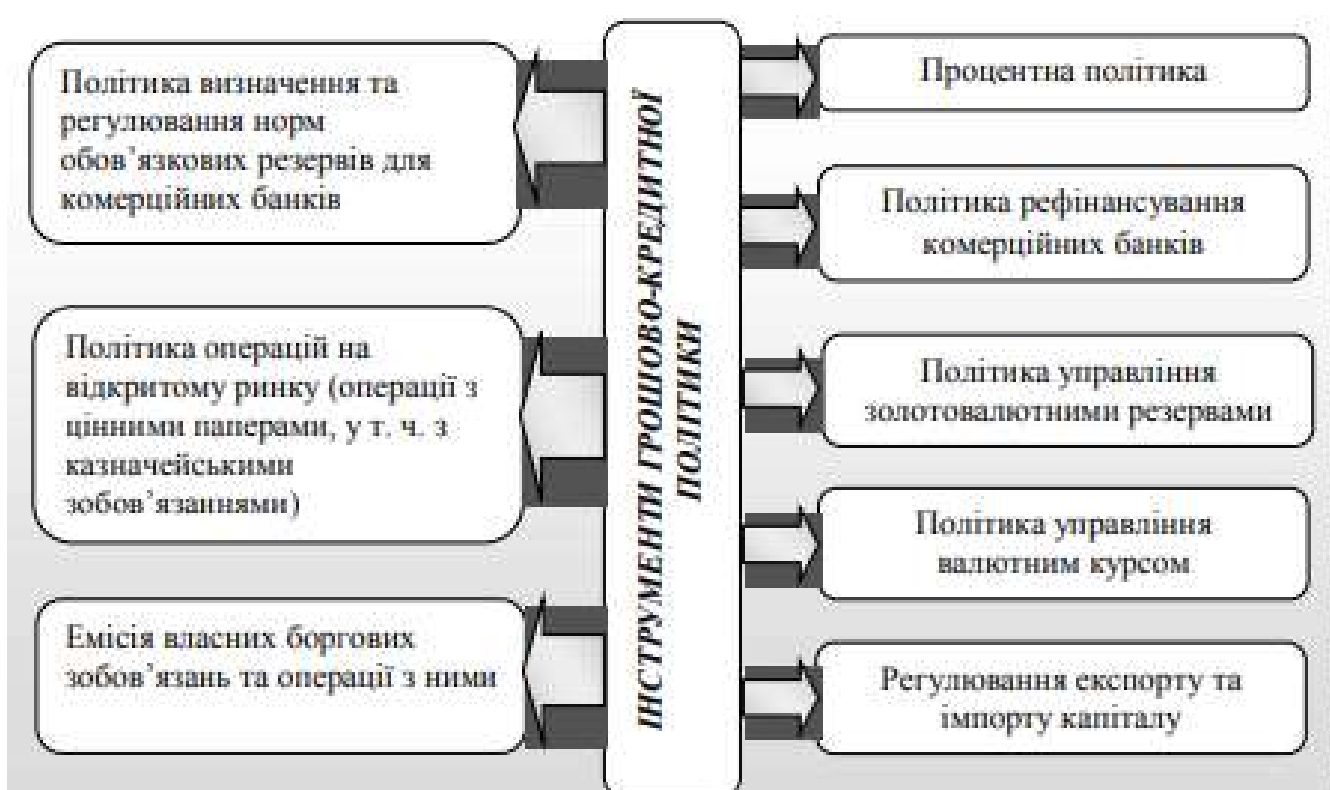 Політика визначення та
регулювання норм
обов’язкових резервів для
комерційних банків
Політика операцій на
відкритому ринку (операції з
цінними паперами, у т. ч. з
казначейськими
зобов’язаннями)
Емісія власних боргових
зобов’язань та операції з ними
ІНСТРУМЕНТИ ГРОШОВО-КРЕДИТНОЇ
ПОЛІТИКИ
Процентна політика
Політика рефінансування
комерційних банків
Політика управління
золотовалютними резервами
Політика управління
валютним курсом
Регулювання експорту та
імпорту капіталу